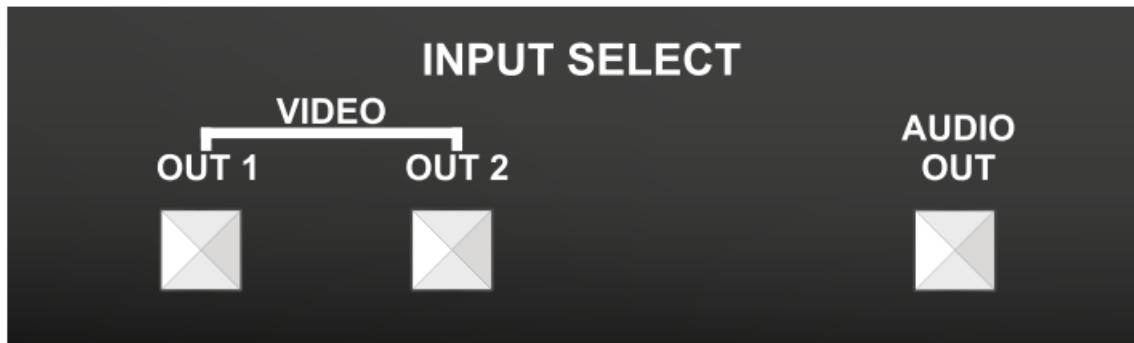 INPUT SELECT
VIDEO
OUT 1
OUT 2
AUDIO
OUT